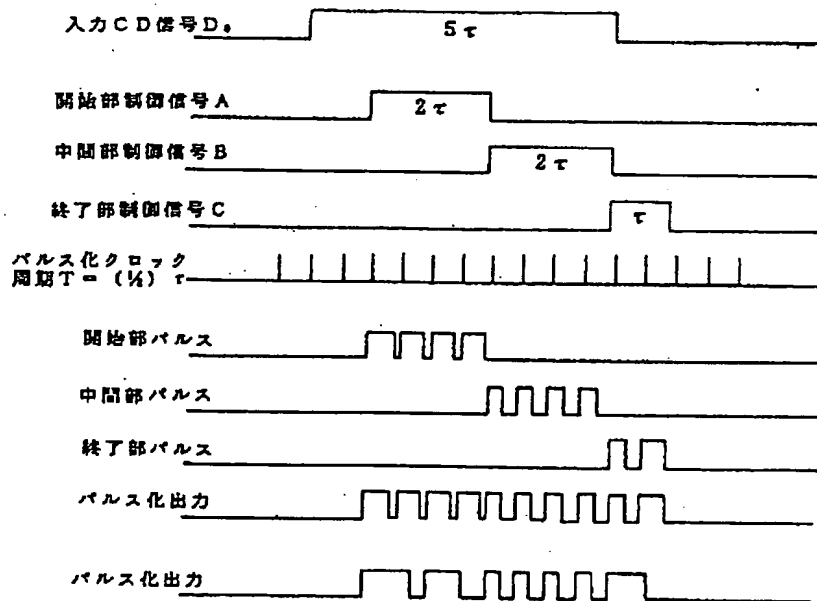 入力CD信号D。
5τ
開始部制御信号A
2τ
中間部制御信号B
2τ
終了部制御信号C
τ
パルス化クロック
周期T=(½)τ
開始部パルス
中間部パルス
終了部パルス
パルス化出力
パルス化出力